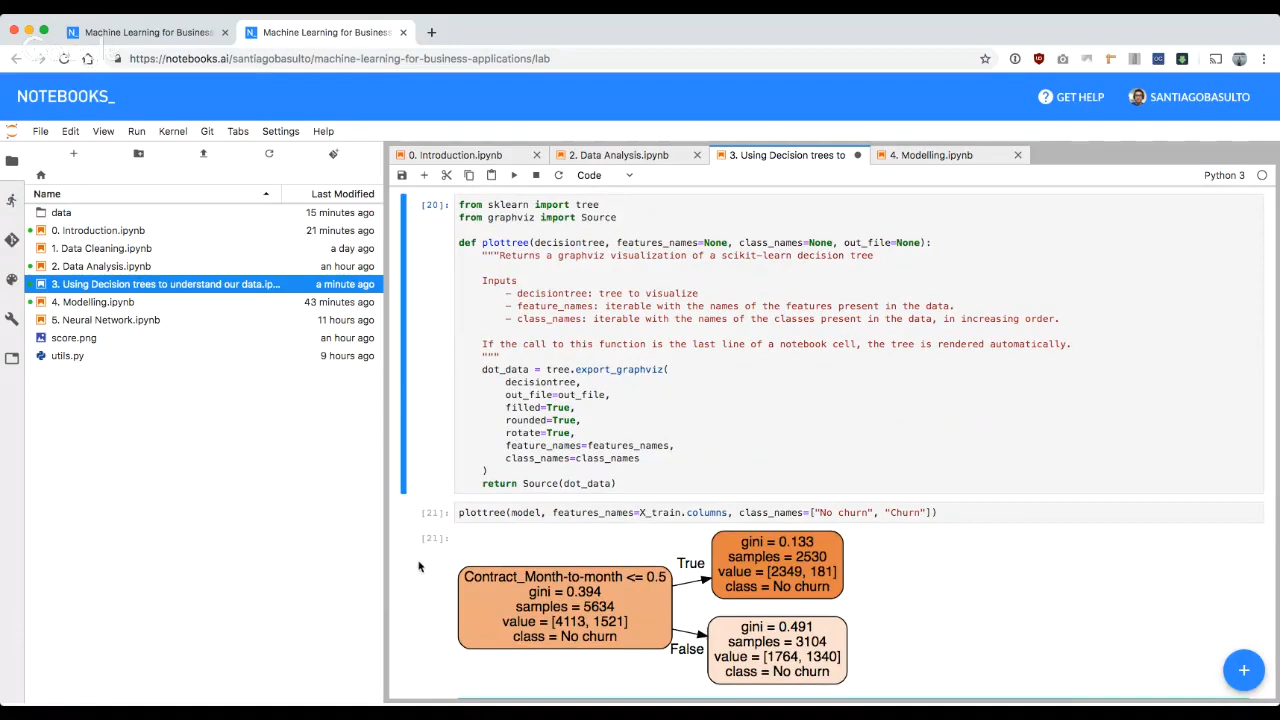 Machine Learning for Business
Machine Learning for Business
https://notebooks.ai/santiagobasulto/machine-learning-for-business-applications/lab
NOTEBOOKS_
GET HELP
SANTIAGOBASULTO
File Edit View Run Kernel Git Tabs Settings Help
0. Introduction.ipynb
2. Data Analysis.ipynb
3. Using Decision trees to
4. Modelling.ipynb
Code
Python 3
Name Last Modified
data 15 minutes ago
0. Introduction.ipynb 21 minutes ago
1. Data Cleaning.ipynb a day ago
2. Data Analysis.ipynb an hour ago
3. Using Decision trees to understand our data.ip... a minute ago
4. Modelling.ipynb 43 minutes ago
5. Neural Network.ipynb 11 hours ago
score.png an hour ago
utils.py 9 hours ago
[20]: from sklearn import tree
from graphviz import Source
def plottree(decisiontree, features_names=None, class_names=None, out_file=None):
"""Returns a graphviz visualization of a scikit-learn decision tree
Inputs
- decisiontree: tree to visualize
- feature_names: iterable with the names of the features present in the data.
- class_names: iterable with the names of the classes present in the data, in increasing order.
If the call to this function is the last line of a notebook cell, the tree is rendered automatically.
"""
dot_data = tree.export_graphviz(
decisiontree,
out_file=out_file,
filled=True,
rounded=True,
rotate=True,
feature_names=features_names,
class_names=class_names
)
return Source(dot_data)
[21]: plottree(model, features_names=X_train.columns, class_names=["No churn", "Churn"])
[21]:
Contract_Month-to-month <= 0.5
gini = 0.394
samples = 5634
value = [4113, 1521]
class = No churn
True
gini = 0.133
samples = 2530
value = [2349, 181]
class = No churn
False
gini = 0.491
samples = 3104
value = [1764, 1340]
class = No churn